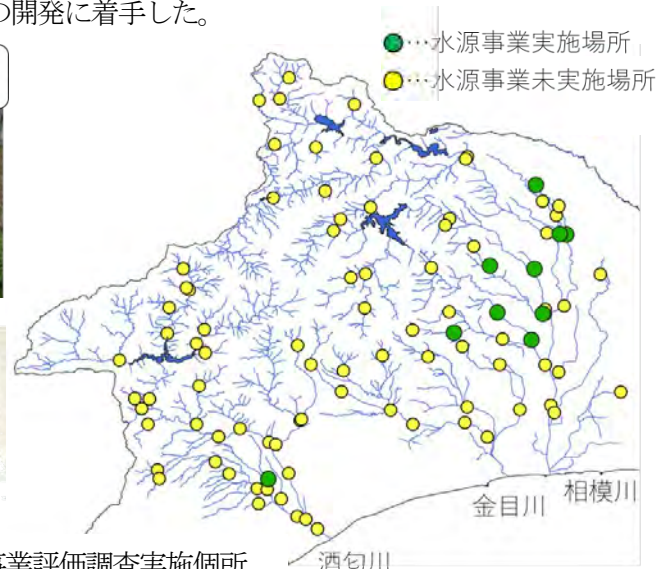 の開発に着手した。
●…水源事業実施場所
●…水源事業未実施場所
金目川
相模川
酒匂川
事業評価調査実施個所